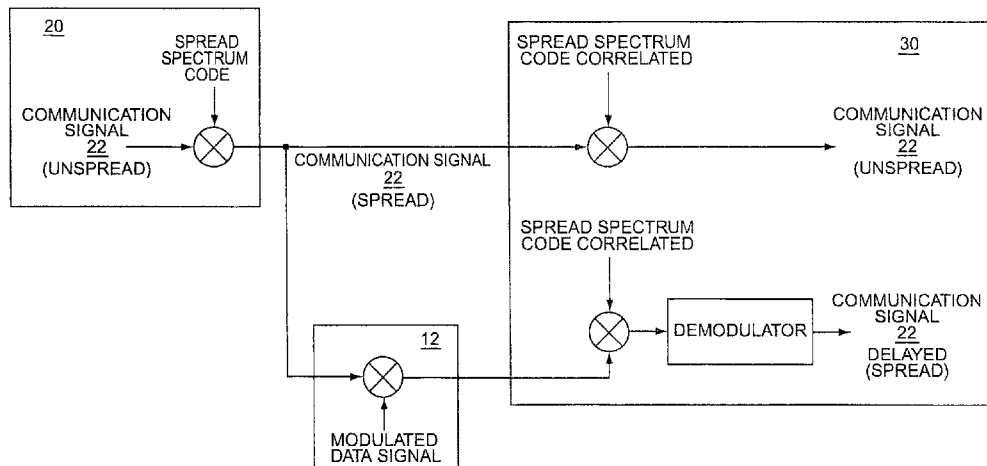 20
SPREAD
SPECTRUM
CODE
COMMUNICATION
SIGNAL
22
(UNSPREAD)
COMMUNICATION SIGNAL
22
(SPREAD)
12
MODULATED
DATA SIGNAL
30
SPREAD SPECTRUM
CODE CORRELATED
COMMUNICATION
SIGNAL
22
(UNSPREAD)
SPREAD SPECTRUM
CODE CORRELATED
DEMODULATOR
COMMUNICATION
SIGNAL
22
DELAYED
(SPREAD)